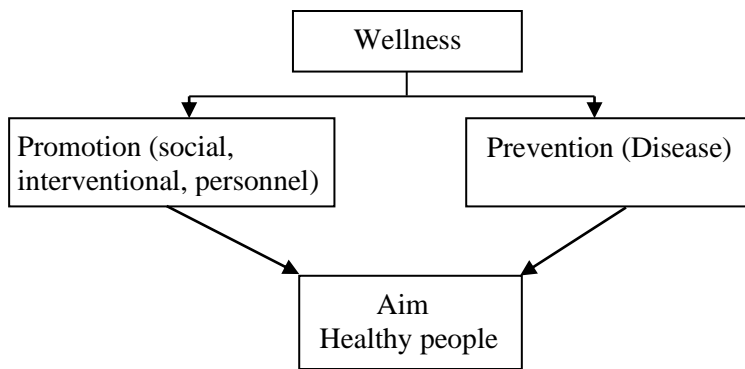 Wellness
Promotion (social,
interventional, personnel)
Prevention (Disease)
Aim
Healthy people